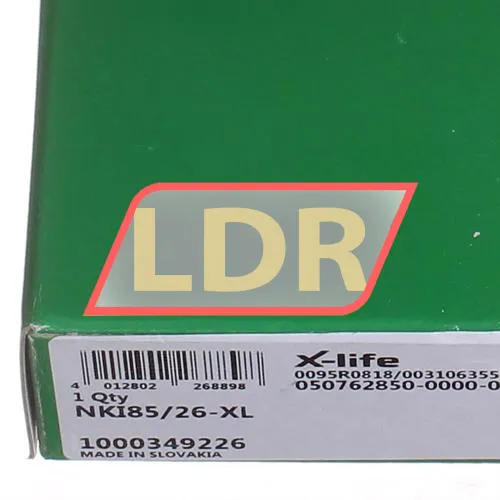 LDR
X-life
0095R0818/003106355
050762850-0000-0
4 012802 268898
1 Qty
NKI85/26-XL
1000349226
MADE IN SLOVAKIA